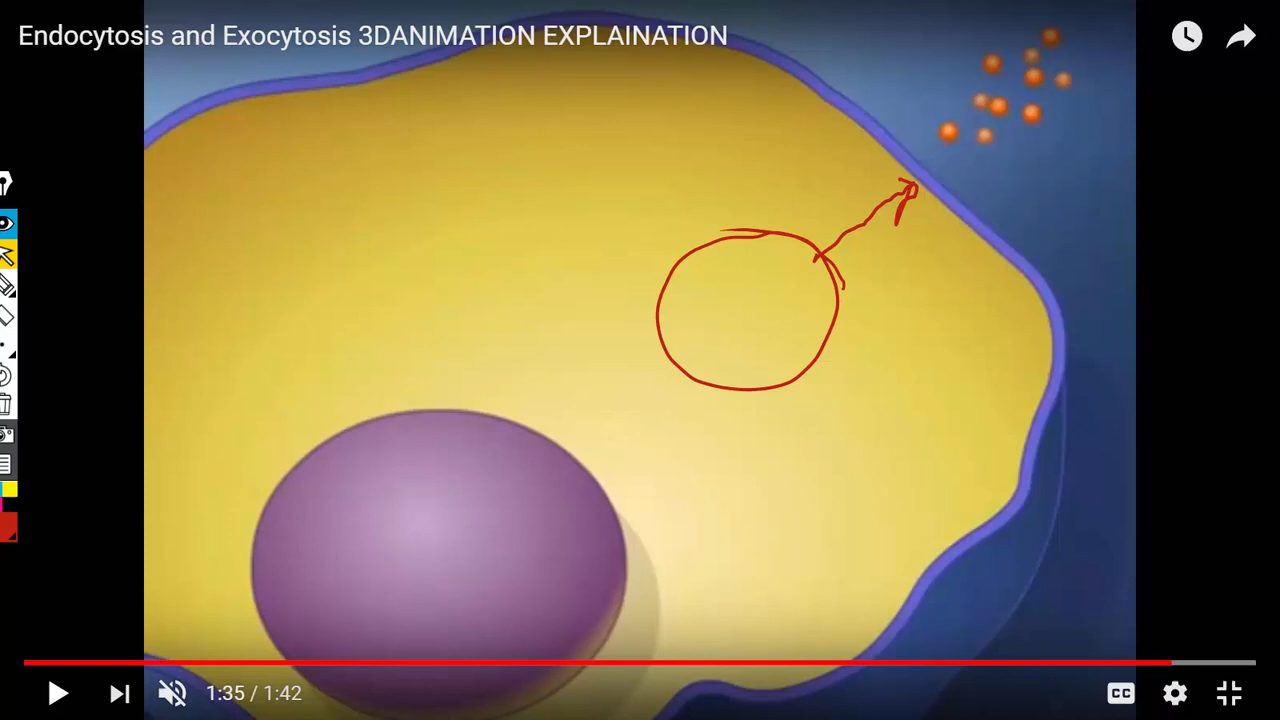 Endocytosis and Exocytosis 3DANIMATION EXPLAINATION
1:35 / 1:42
CC